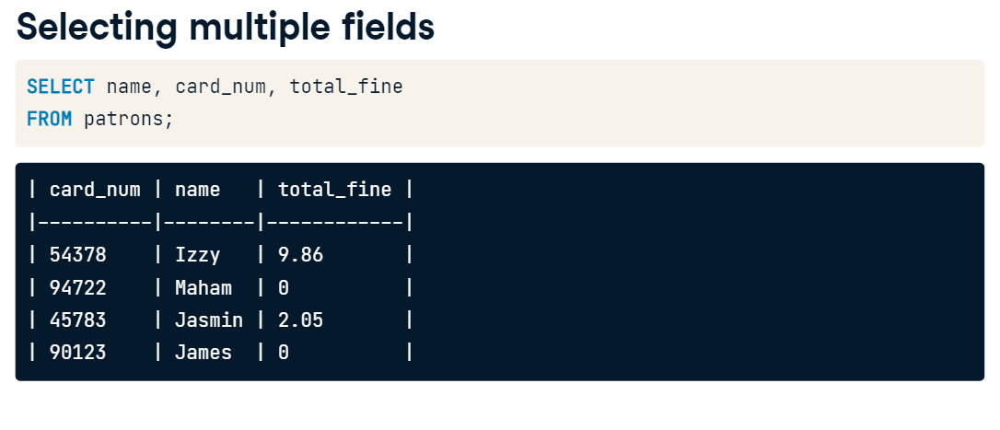 Selecting multiple fields
SELECT name, card_num, total_fine
FROM patrons;
| card_num | name   | total_fine |
|----------|--------|------------|
| 54378    | Izzy   | 9.86       |
| 94722    | Maham  | 0          |
| 45783    | Jasmin | 2.05       |
| 90123    | James  | 0          |